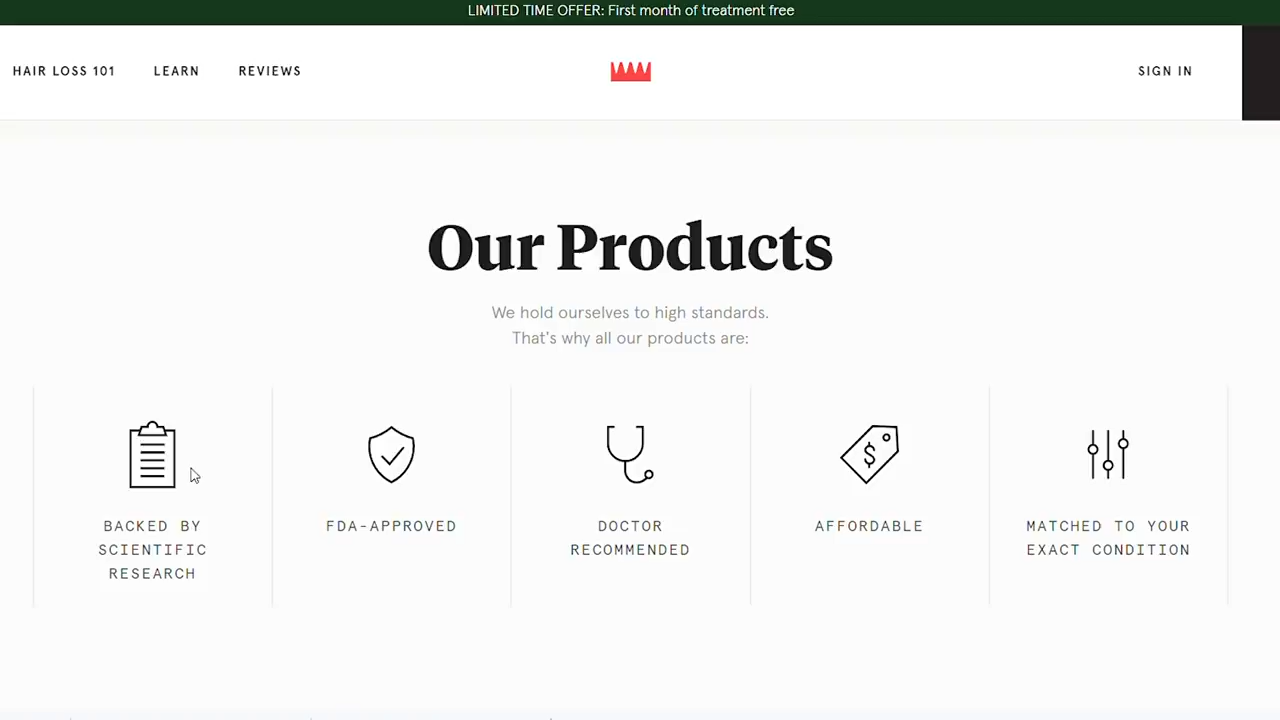 LIMITED TIME OFFER: First month of treatment free
HAIR LOSS 101 LEARN REVIEWS SIGN IN
Our Products
We hold ourselves to high standards.
That's why all our products are:
BACKED BY
SCIENTIFIC
RESEARCH
FDA-APPROVED
DOCTOR
RECOMMENDED
$
AFFORDABLE
MATCHED TO YOUR
EXACT CONDITION